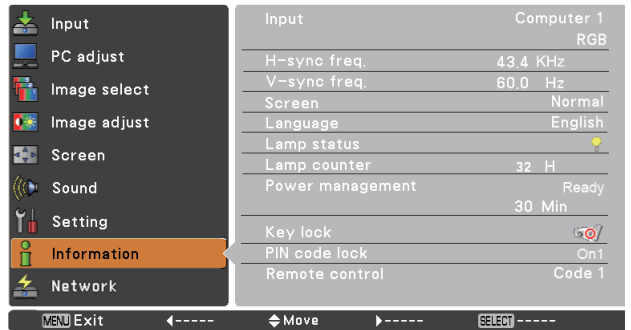 Input
PC adjust
Image select
Image adjust
Screen
Sound
Setting
Information
Network
Input Computer 1
RGB
H-sync freq. 43.4 KHz
V-sync freq. 60.0 Hz
Screen Normal
Language English
Lamp status
Lamp counter 32 H
Power management Ready
30 Min
Key lock
PIN code lock On1
Remote control Code 1
MENU Exit ----- Move ----- SELECT -----